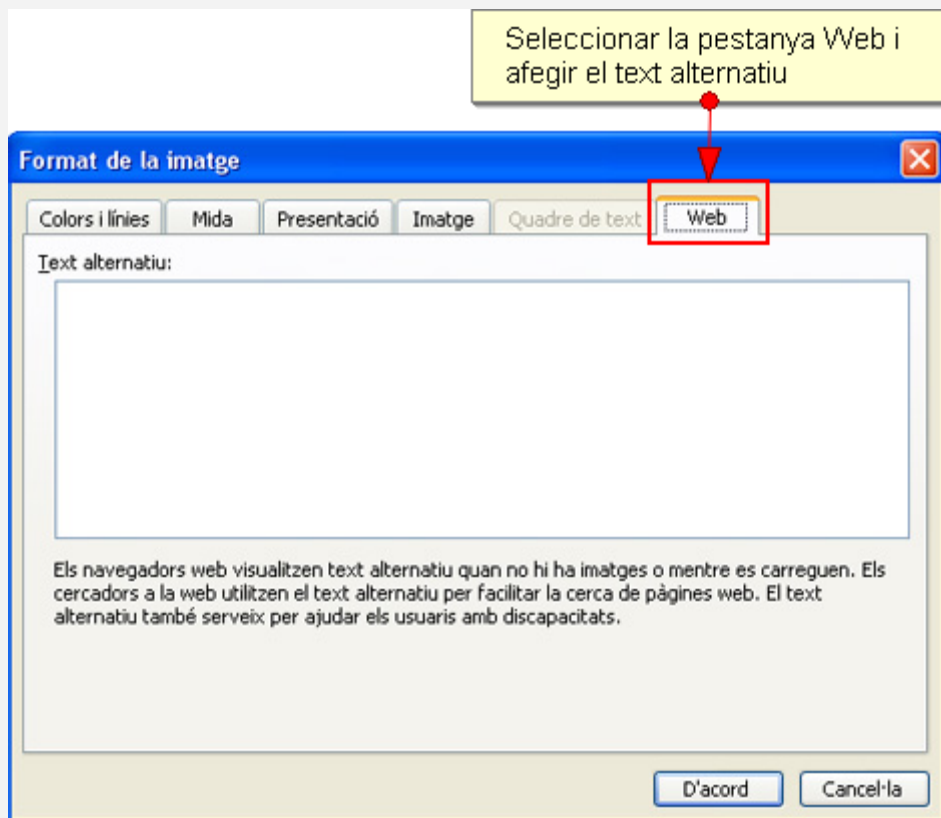 Seleccionar la pestanya Web i
afegir el text alternatiu
Format de la imatge
Colors i línies Mida Presentació Imatge Quadre de text Web
Text alternatiu:
Els navegadors web visualitzen text alternatiu quan no hi ha imatges o mentre es carreguen. Els
cercadors a la web utilitzen el text alternatiu per facilitar la cerca de pàgines web. El text
alternatiu també serveix per ajudar els usuaris amb discapacitats.
D'acord Cancel·la